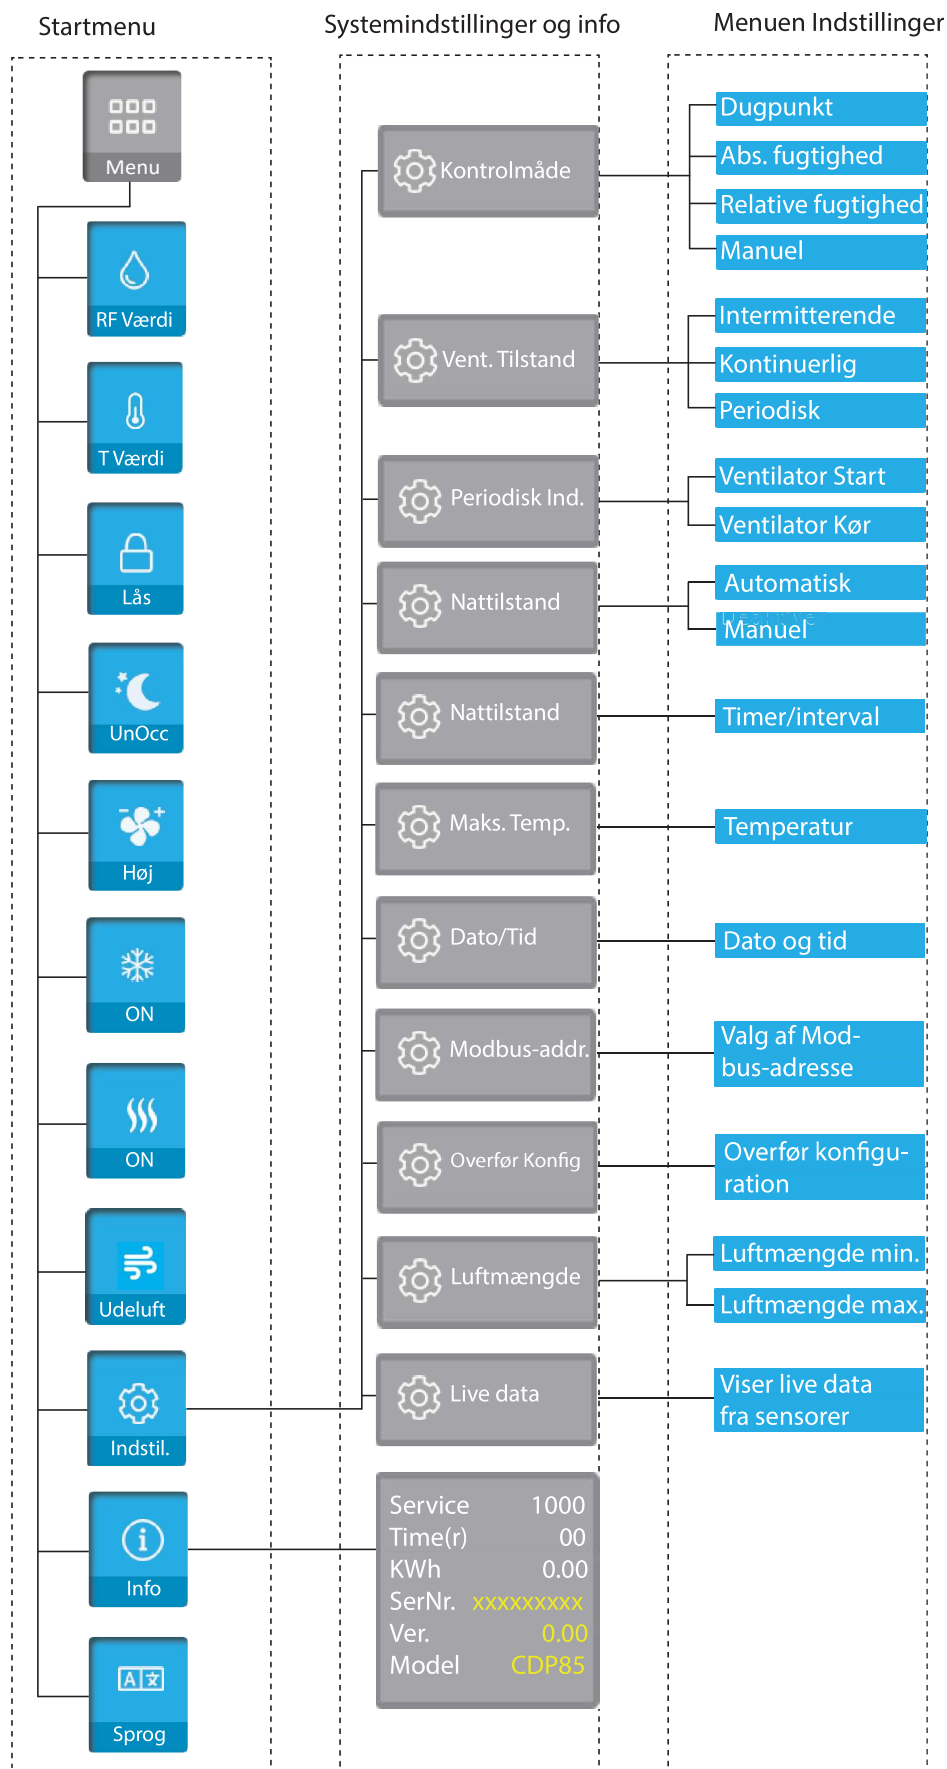 Startmenu
Menu
RF Værdi
T Værdi
Lås
UnOcc
Høj
ON
ON
Udeluft
Indstil.
Info
Sprog
Systemindstillinger og info
Kontrolmåde
Vent. Tilstand
Periodisk Ind.
Nattilstand
Nattilstand
Maks. Temp.
Dato/Tid
Modbus-addr.
Overfør Konfig
Luftmængde
Live data
Service 1000
Time(r) 00
KWh 0.00
SerNr. xxxxxxxxx
Ver. 0.00
Model CDP85
Menuen Indstillinger
Dugpunkt
Abs. fugtighed
Relative fugtighed
Manuel
Intermitterende
Kontinuerlig
Periodisk
Ventilator Start
Ventilator Kør
Automatisk
Manuel
Timer/interval
Temperatur
Dato og tid
Valg af Mod-
bus-adresse
Overfør konfigu-
ration
Luftmængde min.
Luftmængde max.
Viser live data
fra sensorer